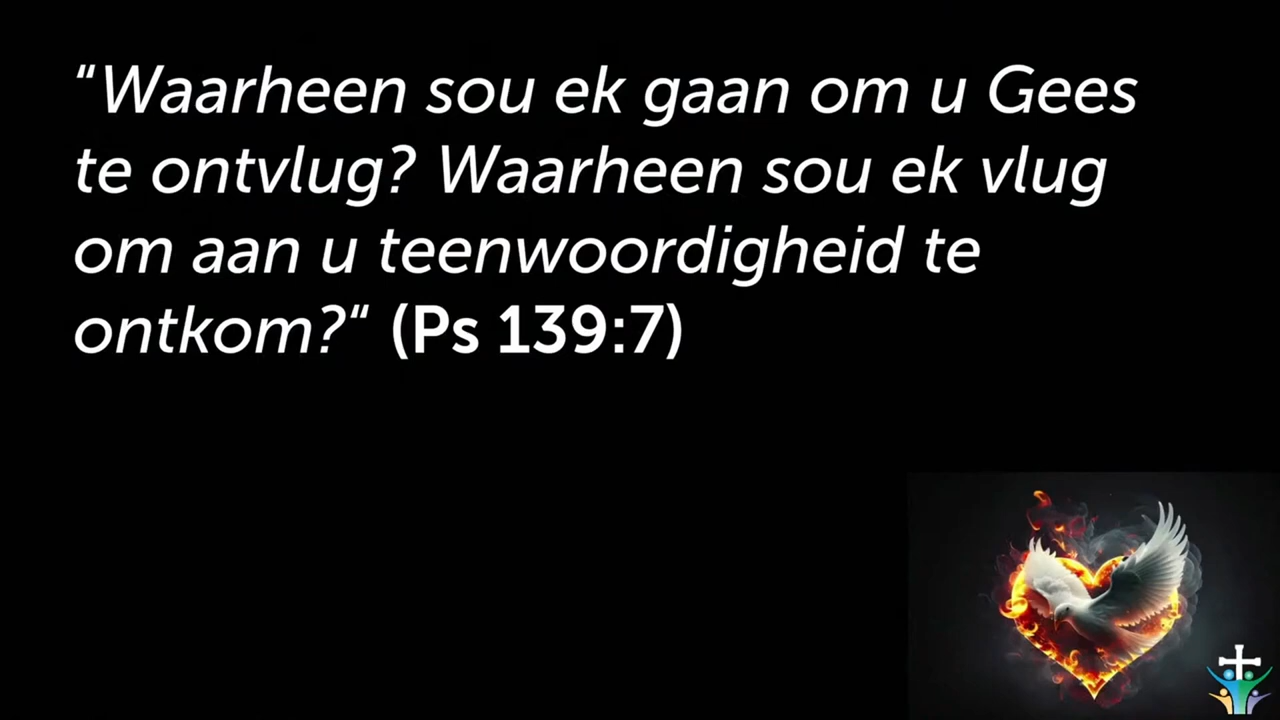 “Waarheen sou ek gaan om u Gees
te ontvlug? Waarheen sou ek vlug
om aan u teenwoordigheid te
ontkom?“ (Ps 139:7)